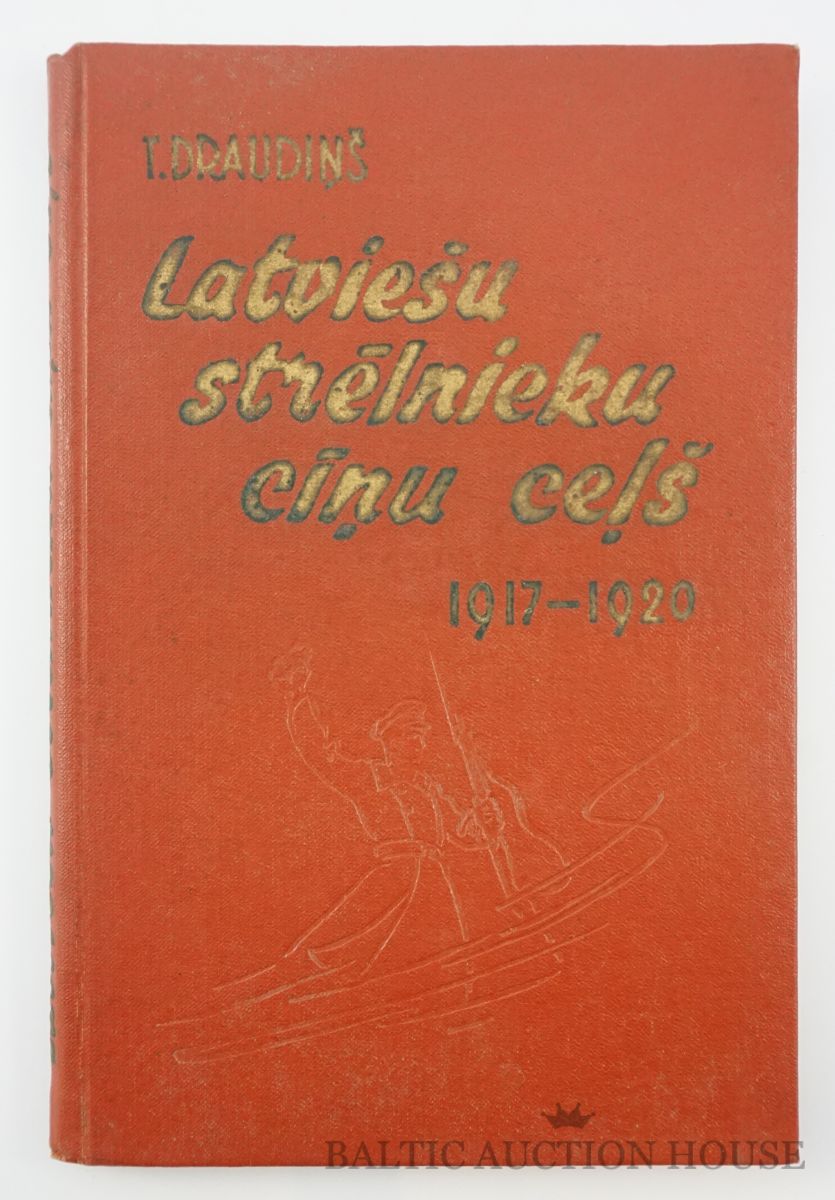 T. DRAUDIŅŠ
Latviešu
strēlnieku
cīņu ceļš
1917–1920
BALTIC AUCTION HOUSE